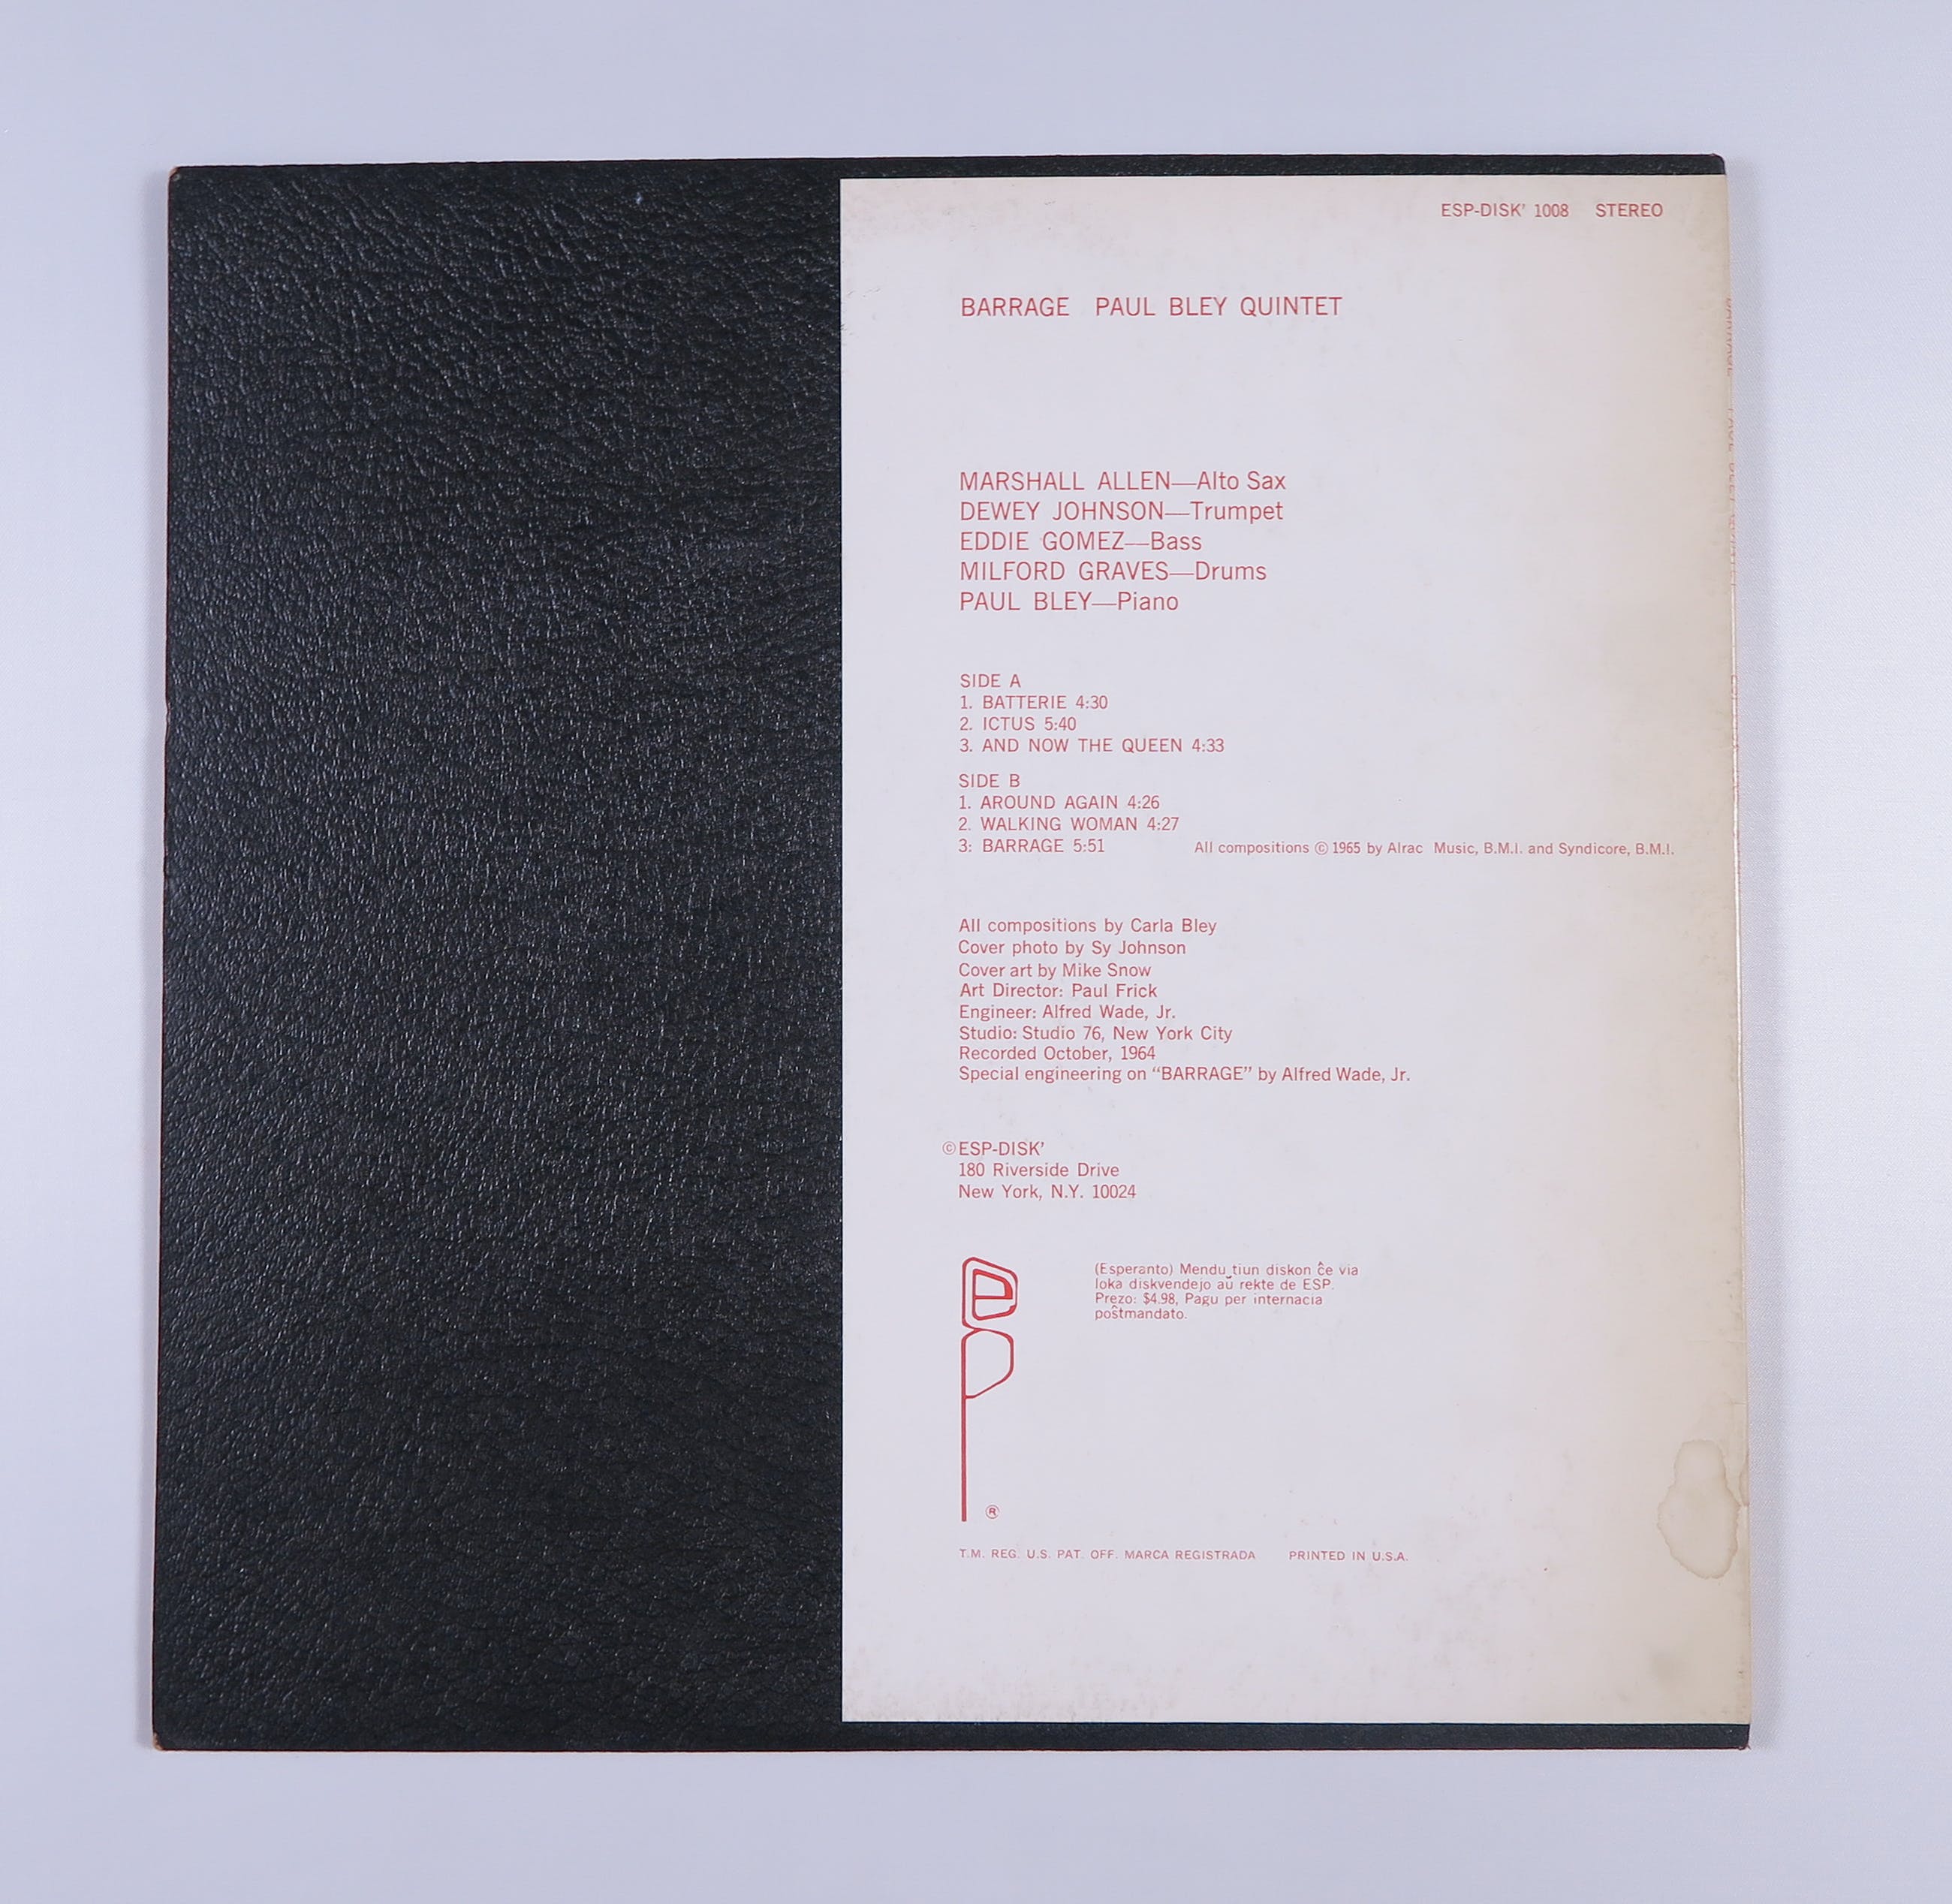 ESP-DISK' 1008 STEREO
BARRAGE PAUL BLEY QUINTET
MARSHALL ALLEN—Alto Sax
DEWEY JOHNSON—Trumpet
EDDIE GOMEZ—Bass
MILFORD GRAVES—Drums
PAUL BLEY—Piano
SIDE A
1. BATTERIE 4:30
2. ICTUS 5:40
3. AND NOW THE QUEEN 4:33
SIDE B
1. AROUND AGAIN 4:26
2. WALKING WOMAN 4:27
3: BARRAGE 5:51 All compositions © 1965 by Alrac Music, B.M.I. and Syndicore, B.M.I.
All compositions by Carla Bley
Cover photo by Sy Johnson
Cover art by Mike Snow
Art Director: Paul Frick
Engineer: Alfred Wade, Jr.
Studio: Studio 76, New York City
Recorded October, 1964
Special engineering on “BARRAGE” by Alfred Wade, Jr.
© ESP-DISK'
180 Riverside Drive
New York, N.Y. 10024
(Esperanto) Mendu tiun diskon ĉe via
loka diskvendejo aŭ rekte de ESP.
Prezo: $4.98, Pagu per internacia
poŝtmandato.
esp
®
T.M. REG. U.S. PAT. OFF. MARCA REGISTRADA PRINTED IN U.S.A.